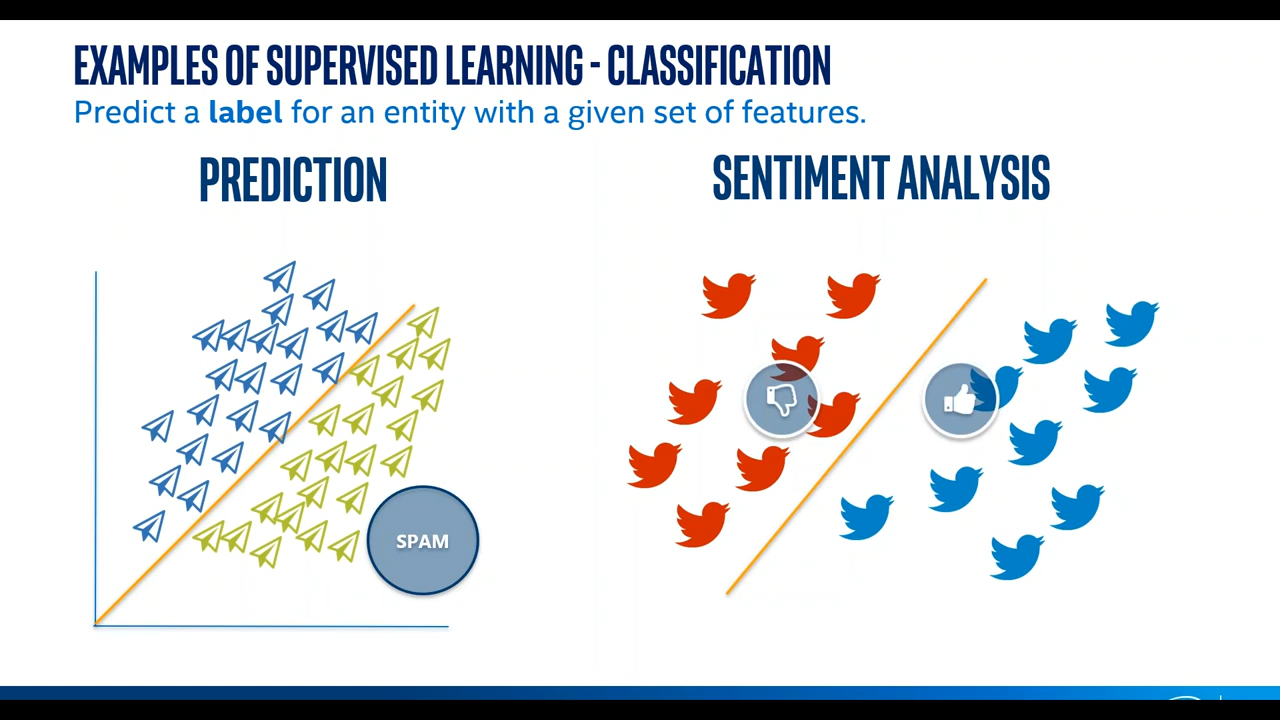 EXAMPLES OF SUPERVISED LEARNING - CLASSIFICATION
Predict a label for an entity with a given set of features.
PREDICTION
SENTIMENT ANALYSIS
SPAM